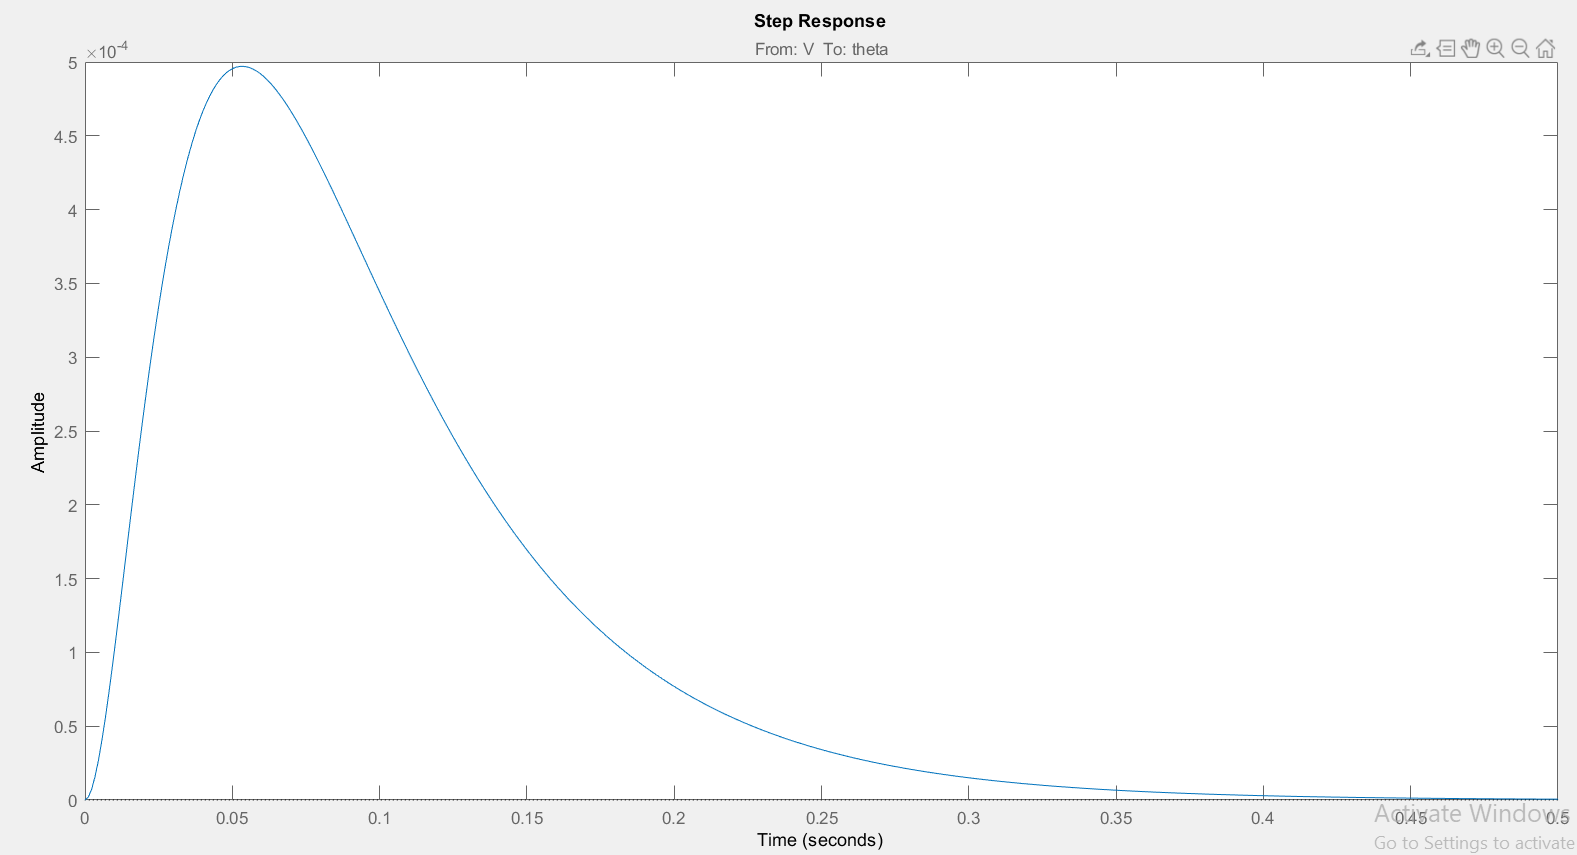 Step Response
From: V To: theta
×10-4
5
4.5
4
3.5
3
2.5
2
1.5
1
0.5
0
Amplitude
0 0.05 0.1 0.15 0.2 0.25 0.3 0.35 0.4 0.45 0.5
Time (seconds)
Activate Windows
Go to Settings to activate